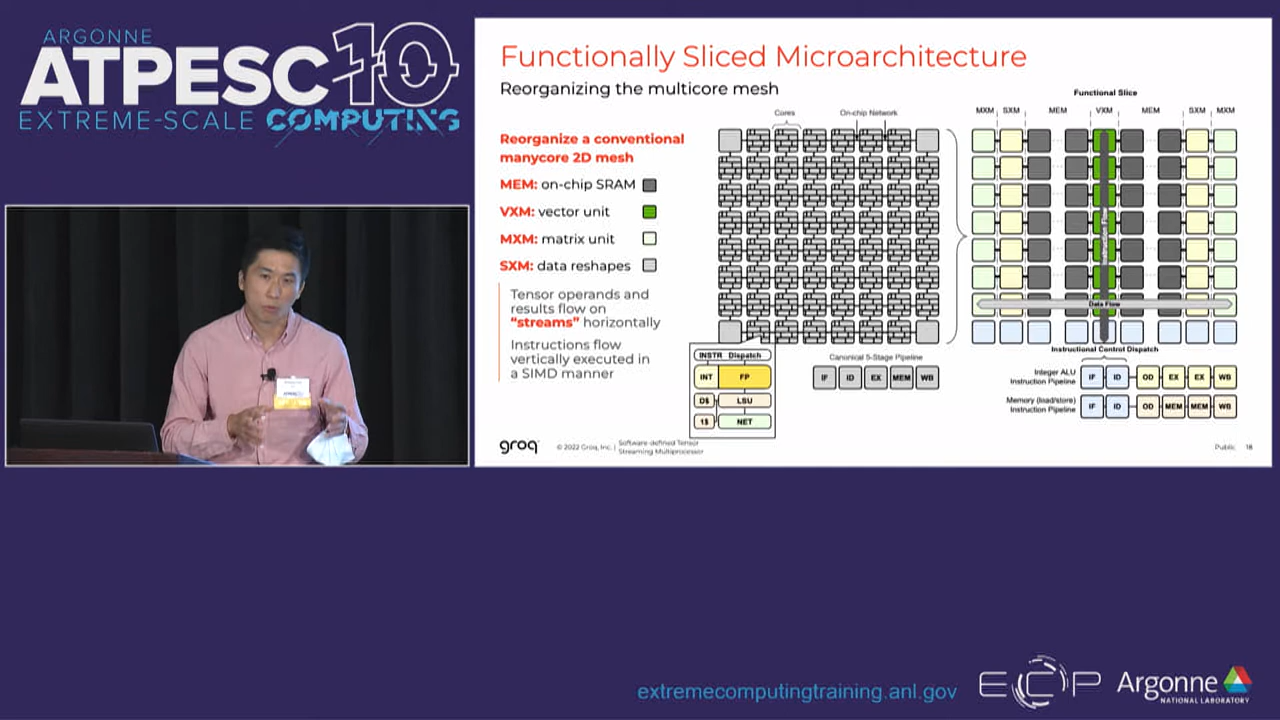 ARGONNE
ATPESC 10
EXTREME-SCALE COMPUTING
Functionally Sliced Microarchitecture
Reorganizing the multicore mesh
Reorganize a conventional
manycore 2D mesh
MEM: on-chip SRAM
VXM: vector unit
MXM: matrix unit
SXM: data reshapes
Tensor operands and
results flow on
"streams" horizontally
Instructions flow
vertically executed in
a SIMD manner
Cores
On-chip Network
INSTR Dispatch
INT FP
D$ LSU
1$ NET
Canonical 5-Stage Pipeline
IF ID EX MEM WB
Functional Slice
MXM SXM MEM VXM MEM SXM MXM
Data Flow
Instructional Control Dispatch
Integer ALU
Instruction Pipeline
IF ID OD EX EX WB
Memory (load/store)
Instruction Pipeline
IF ID OD MEM MEM WB
groq
© 2022 Groq, Inc. | Software-defined Tensor
Streaming Multiprocessor
Public 18
extremecomputingtraining.anl.gov
ECP
Argonne
NATIONAL LABORATORY